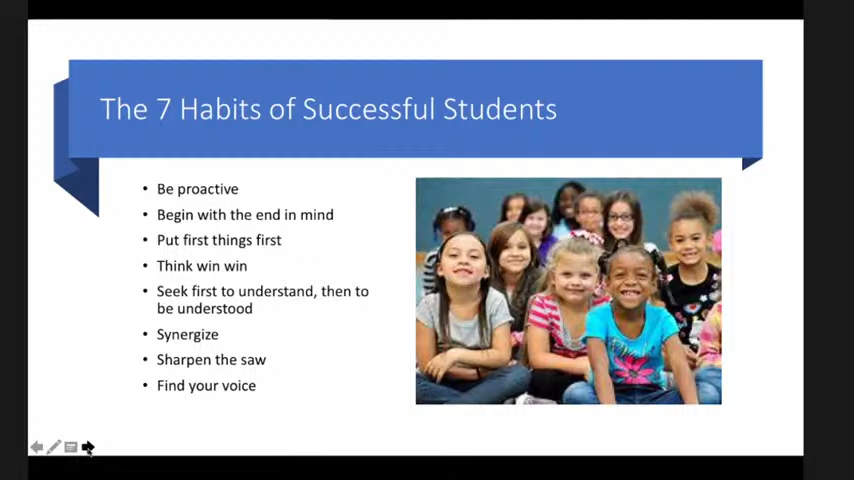 The 7 Habits of Successful Students
• Be proactive
• Begin with the end in mind
• Put first things first
• Think win win
• Seek first to understand, then to
be understood
• Synergize
• Sharpen the saw
• Find your voice